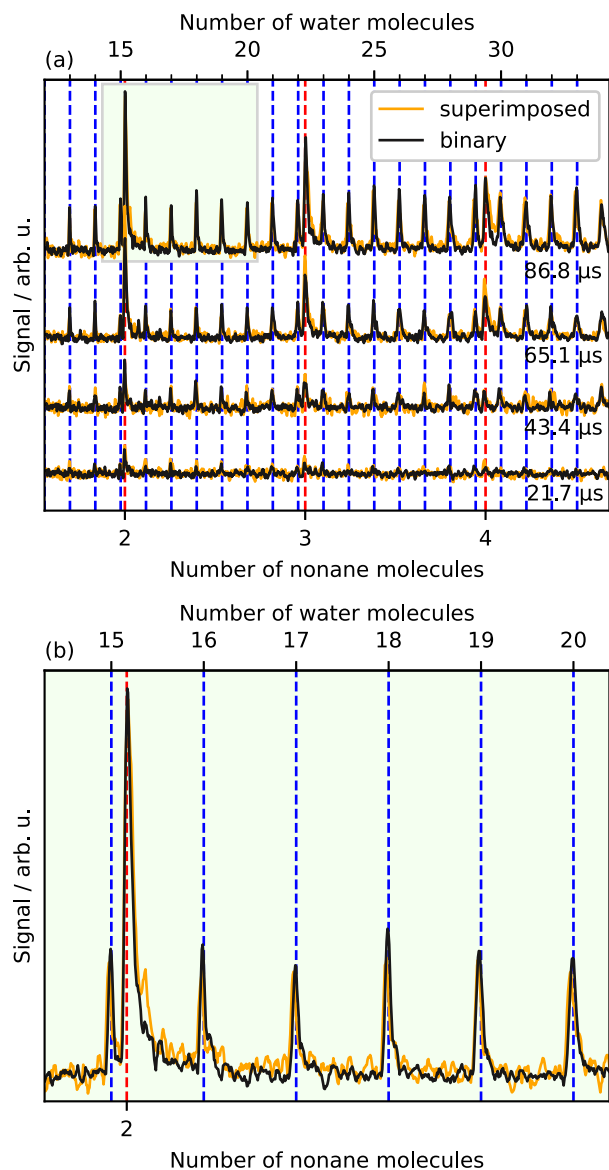 Number of water molecules
15 20 25 30
(a)
superimposed
binary
Signal / arb. u.
86.8 µs
65.1 µs
43.4 µs
21.7 µs
2 3 4
Number of nonane molecules
Number of water molecules
15 16 17 18 19 20
(b)
Signal / arb. u.
2
Number of nonane molecules